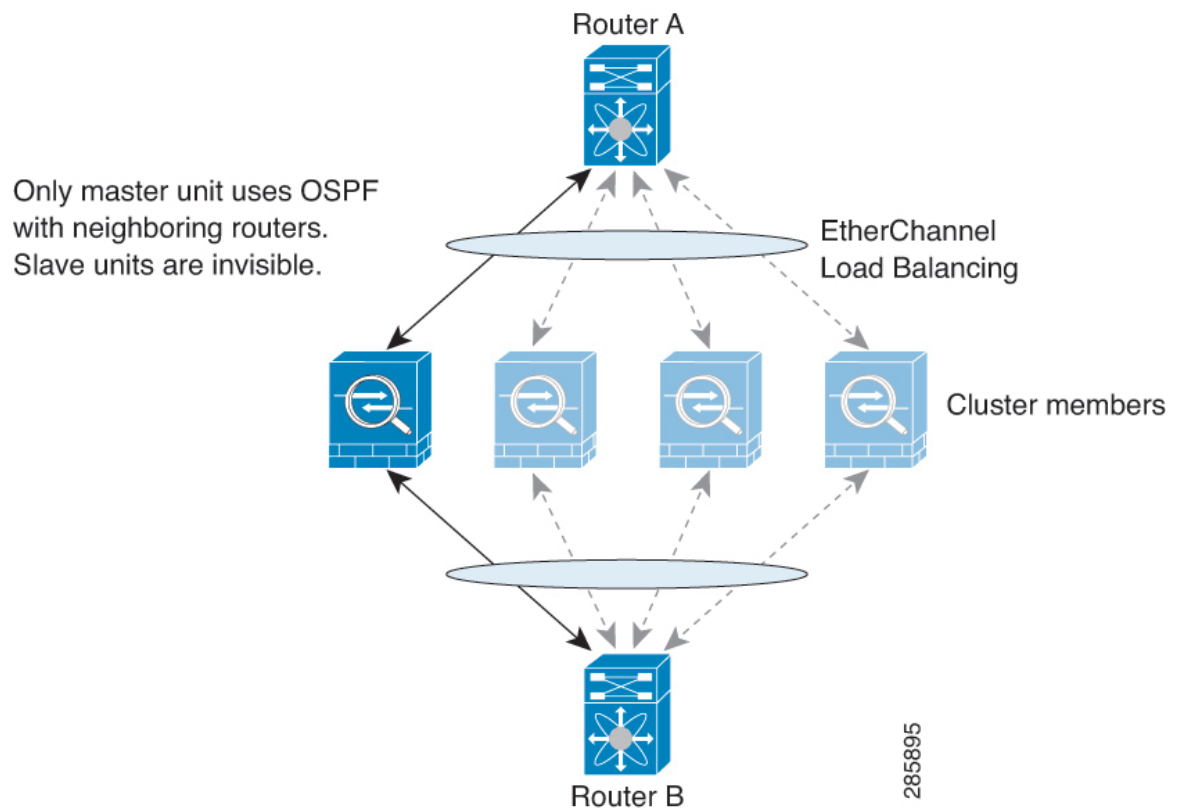 Router A
Only master unit uses OSPF
with neighboring routers.
Slave units are invisible.
EtherChannel
Load Balancing
Cluster members
Router B
285895